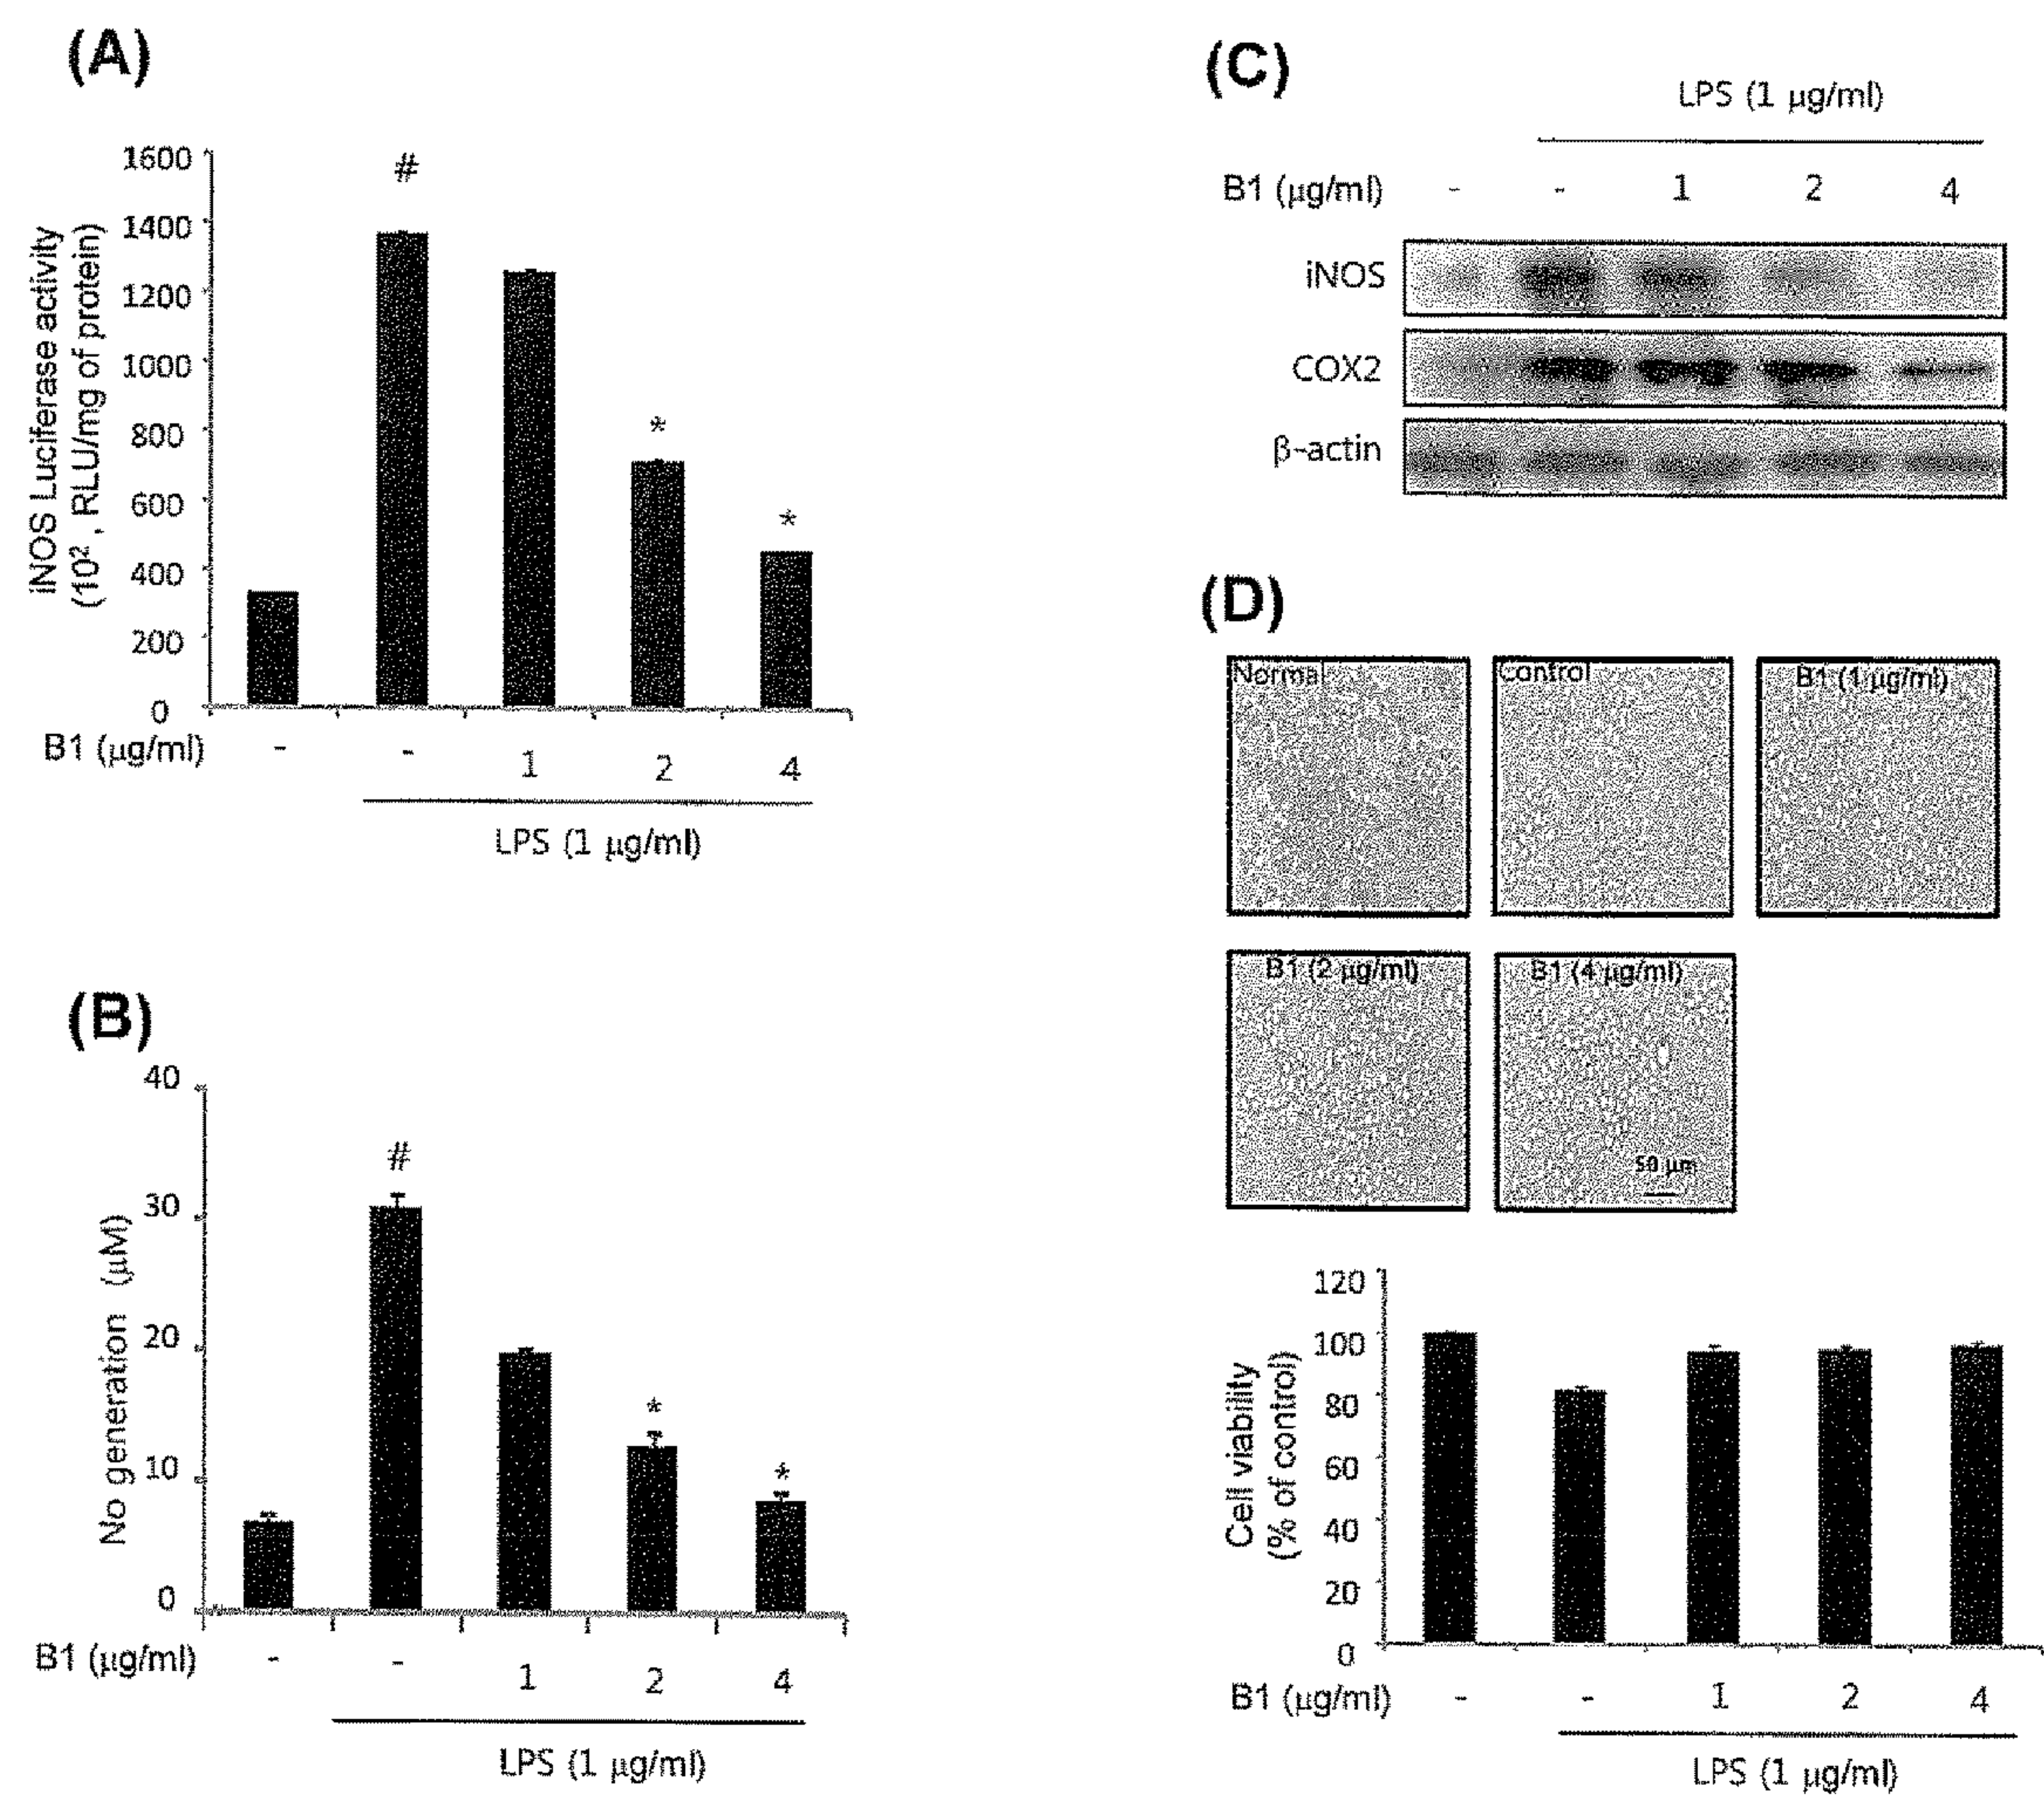 (A)
iNOS Luciferase activity
(10², RLU/mg of protein)
1600
1400
1200
1000
800
600
400
200
0
#
*
*
B1 (μg/ml)
- - 1 2 4
LPS (1 μg/ml)
(B)
No generation (μM)
40
30
20
10
0
#
*
*
B1 (μg/ml)
- - 1 2 4
LPS (1 μg/ml)
(C)
LPS (1 μg/ml)
B1 (μg/ml) - - 1 2 4
iNOS
COX2
β-actin
(D)
Normal
Control
B1 (1 μg/ml)
B1 (2 μg/ml)
B1 (4 μg/ml)
50 μm
Cell viability
(% of control)
120
100
80
60
40
20
0
B1 (μg/ml) - - 1 2 4
LPS (1 μg/ml)